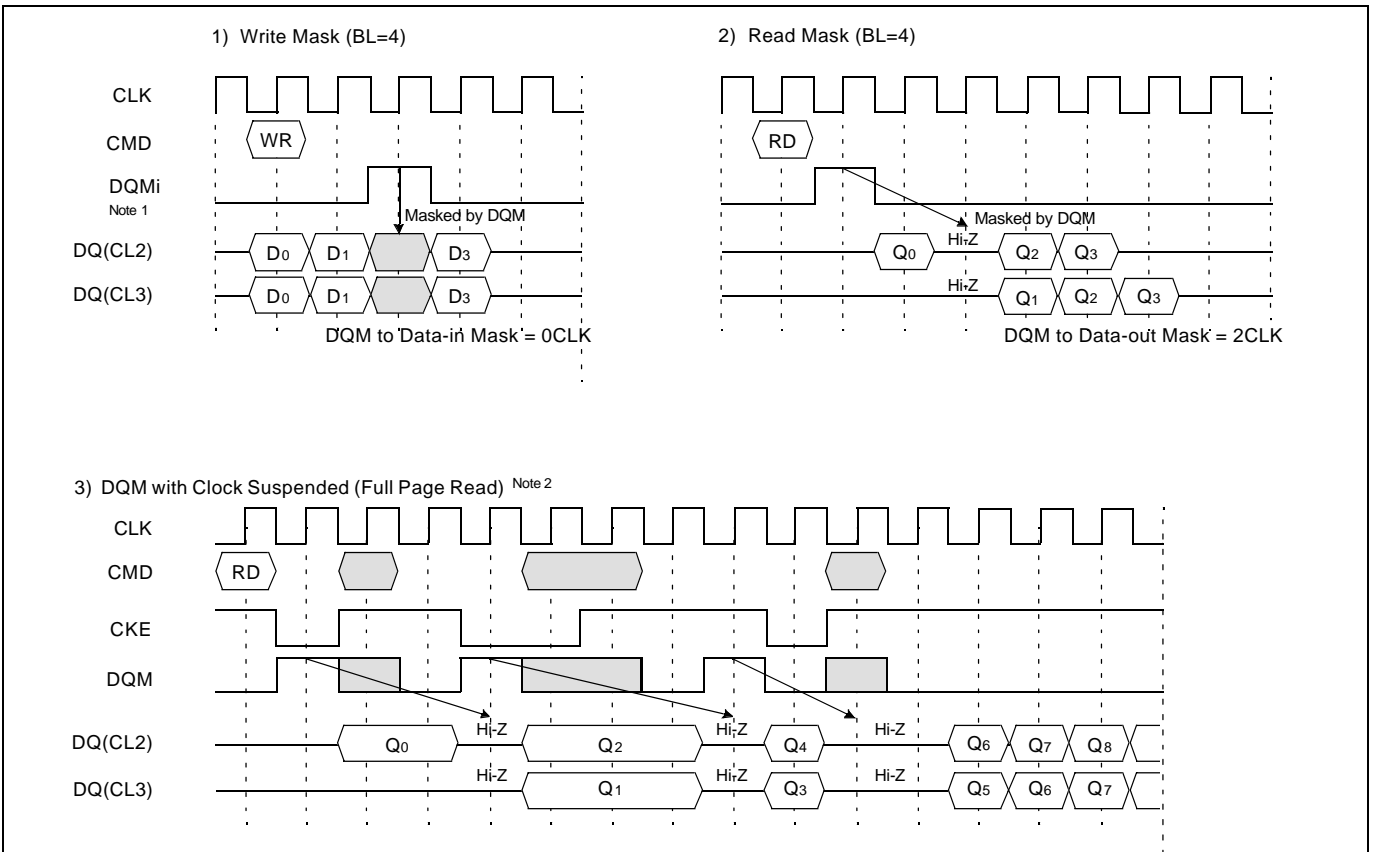 1) Write Mask (BL=4)
2) Read Mask (BL=4)
CLK
CMD
WR
RD
DQMi
Note 1
Masked by DQM
Masked by DQM
DQ(CL2)
D0 D1 D3
Q0 Hi-Z Q2 Q3
DQ(CL3)
D0 D1 D3
Hi-Z Q1 Q2 Q3
DQM to Data-in Mask = 0CLK
DQM to Data-out Mask = 2CLK
3) DQM with Clock Suspended (Full Page Read) Note 2
CLK
CMD
RD
CKE
DQM
DQ(CL2)
Q0 Hi-Z Q2 Hi-Z Q4 Hi-Z Q6 Q7 Q8
DQ(CL3)
Hi-Z Q1 Hi-Z Q3 Hi-Z Q5 Q6 Q7